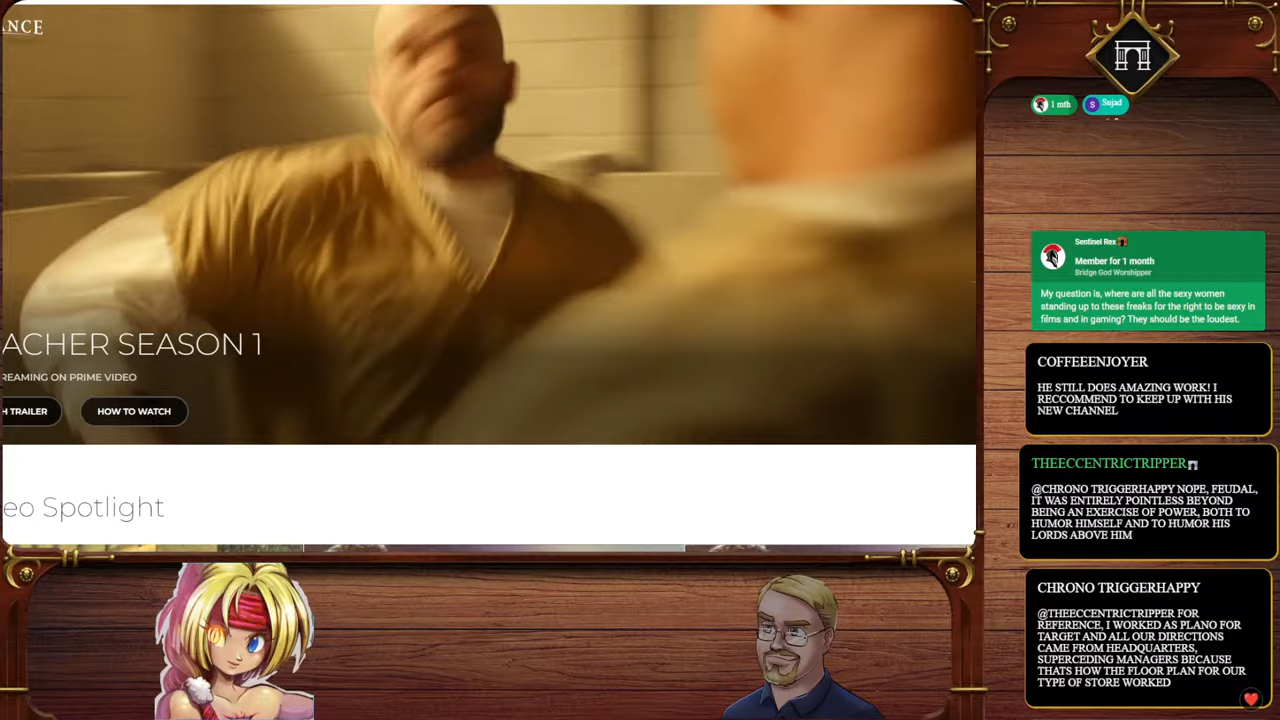 ANCE
ACHER SEASON 1
REAMING ON PRIME VIDEO
H TRAILER
HOW TO WATCH
eo Spotlight
1 mth
S
Sujad
Sentinel Rex
Member for 1 month
Bridge God Worshipper
My question is, where are all the sexy women
standing up to these freaks for the right to be sexy in
films and in gaming? They should be the loudest.
COFFEEENJOYER
HE STILL DOES AMAZING WORK! I
RECCOMMEND TO KEEP UP WITH HIS
NEW CHANNEL
THEECCENTRICTRIPPER
@CHRONO TRIGGERHAPPY NOPE, FEUDAL,
IT WAS ENTIRELY POINTLESS BEYOND
BEING AN EXERCISE OF POWER, BOTH TO
HUMOR HIMSELF AND TO HUMOR HIS
LORDS ABOVE HIM
CHRONO TRIGGERHAPPY
@THEECCENTRICTRIPPER FOR
REFERENCE, I WORKED AS PLANO FOR
TARGET AND ALL OUR DIRECTIONS
CAME FROM HEADQUARTERS,
SUPERCEDING MANAGERS BECAUSE
THATS HOW THE FLOOR PLAN FOR OUR
TYPE OF STORE WORKED